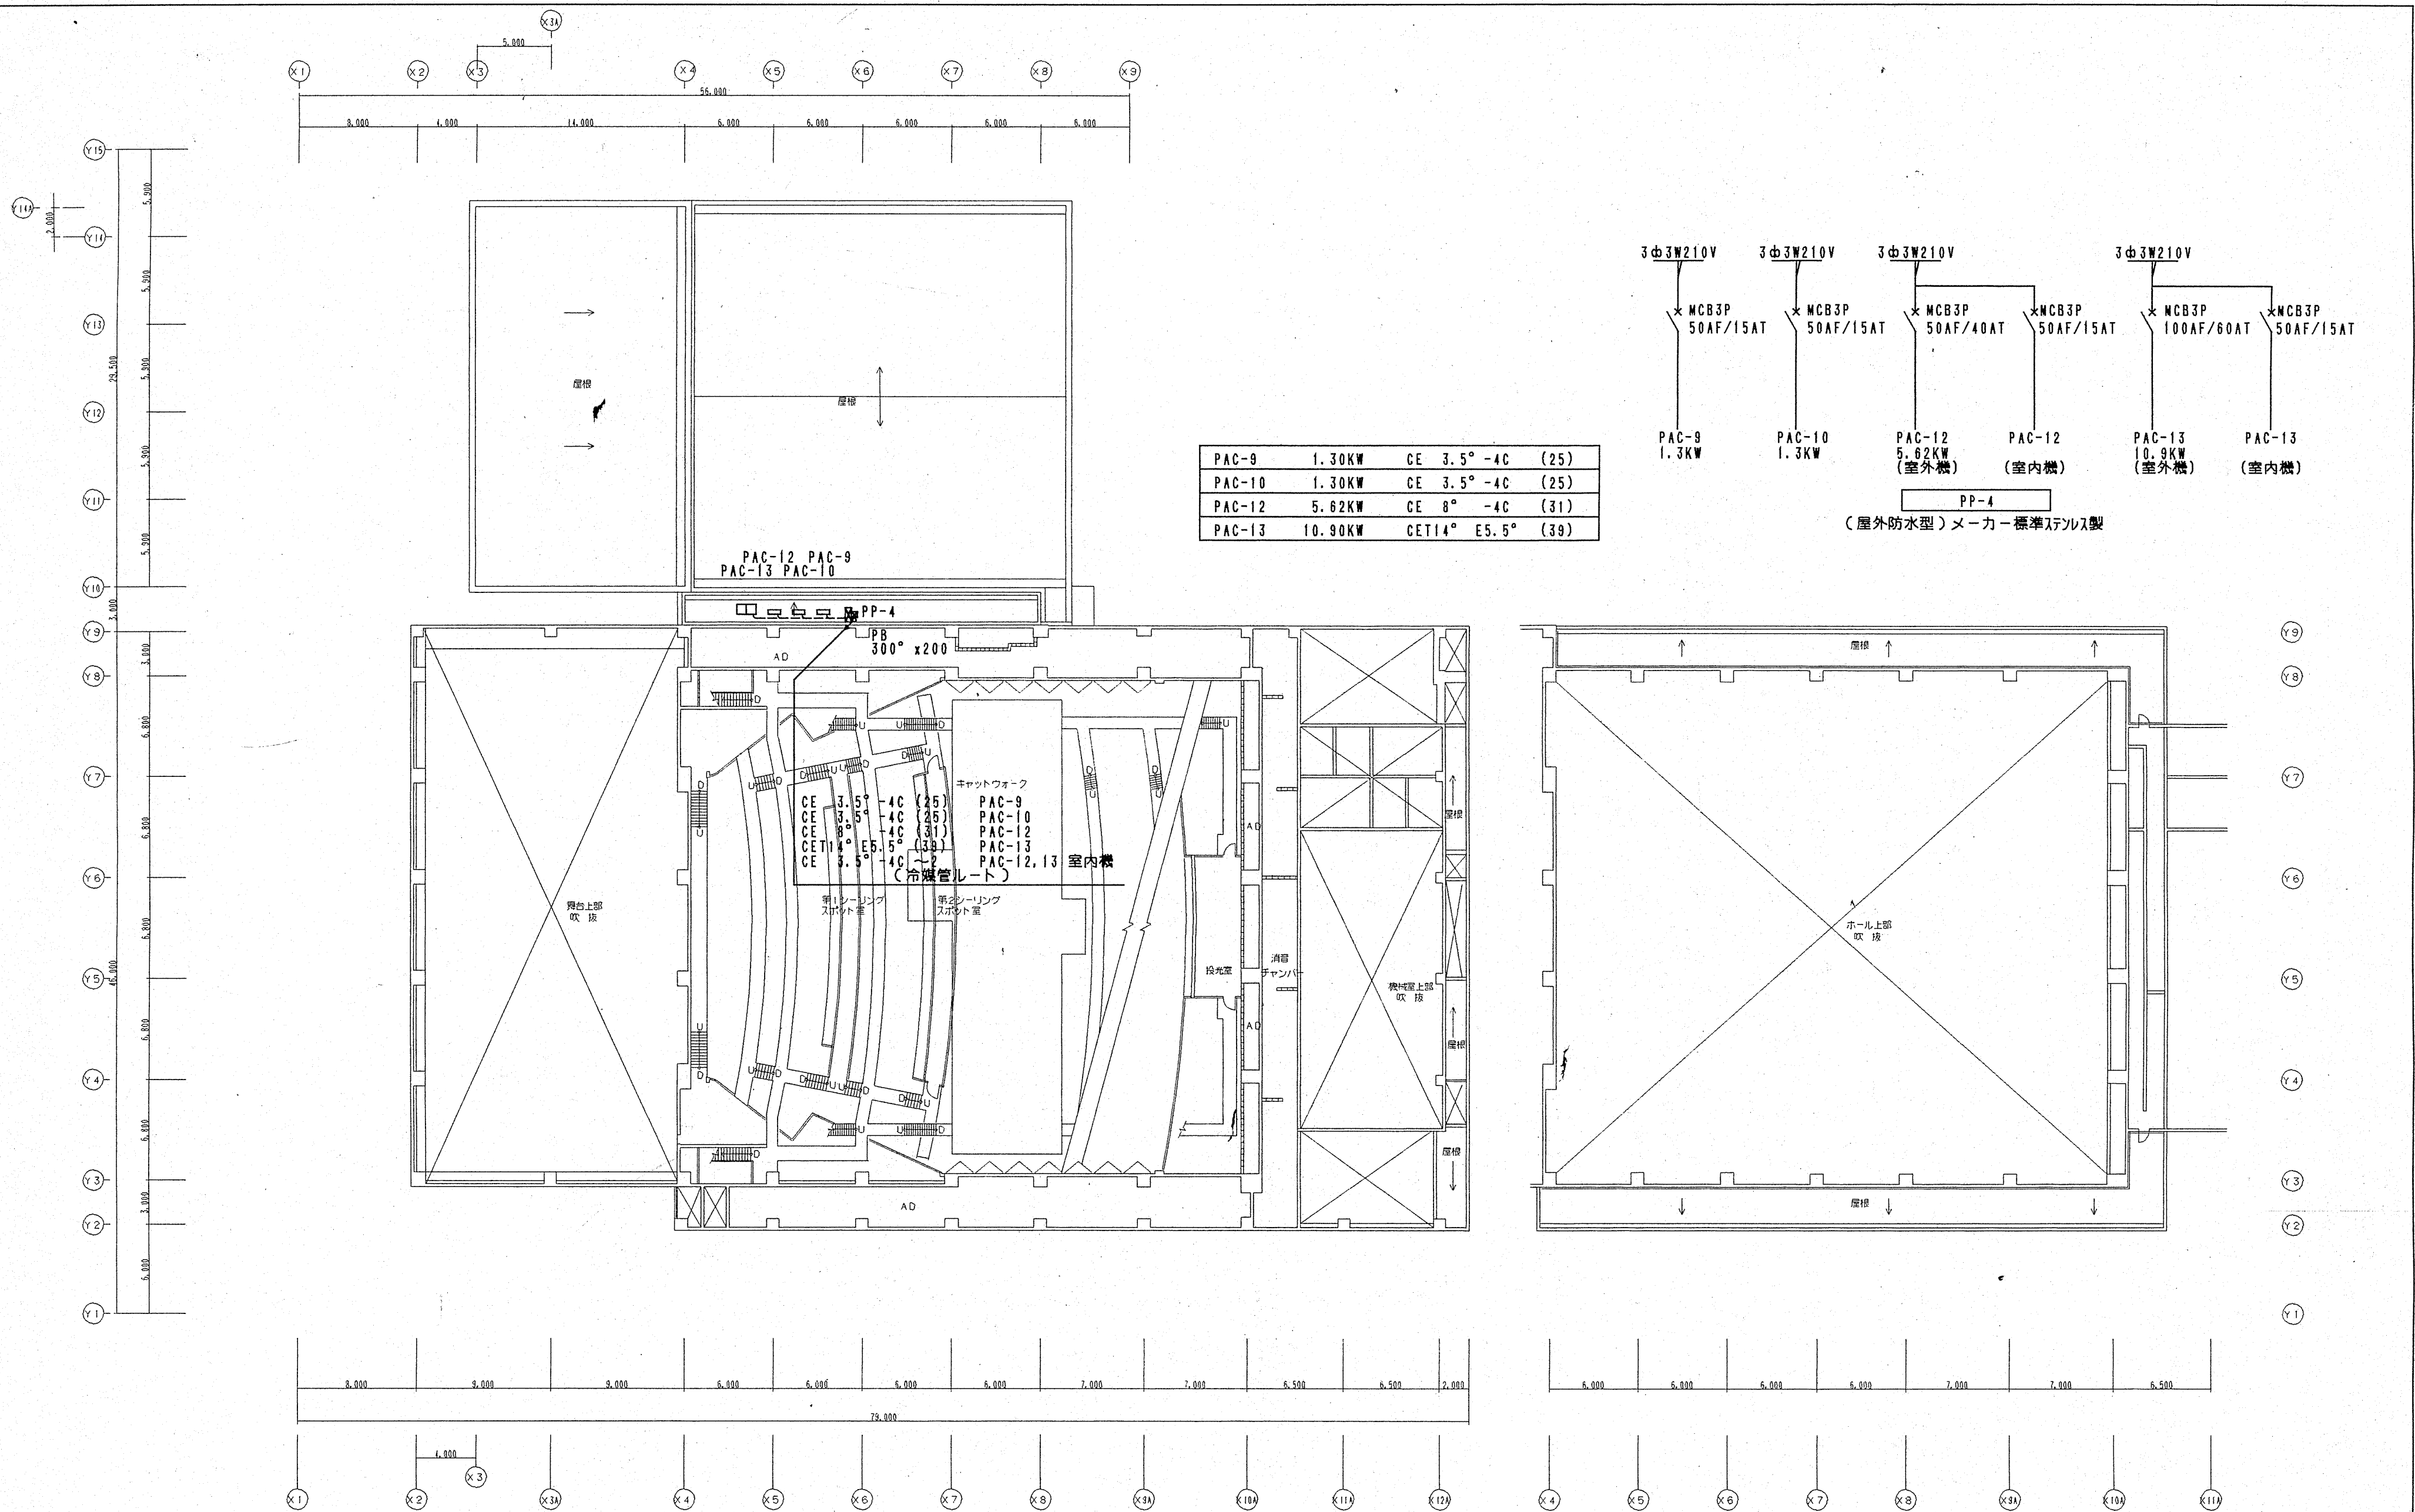 X3A
5.000
X1 X2 X3 X4 X5 X6 X7 X8 X9
56.000
8.000 4.000 14.000 6.000 6.000 6.000 6.000 6.000
Y15
Y14A
Y14
Y13
Y12
Y11
Y10
Y9
Y8
Y7
Y6
Y5
Y4
Y3
Y2
Y1
2.000
5.900
5.900
5.900
5.900
5.900
29.500
3.000
3.000
6.800
6.800
6.800
6.800
6.800
46.000
3.000
6.000
屋根
屋根
3φ3W210V 3φ3W210V 3φ3W210V 3φ3W210V
MCB3P MCB3P MCB3P MCB3P MCB3P MCB3P
50AF/15AT 50AF/15AT 50AF/40AT 50AF/15AT 100AF/60AT 50AF/15AT
PAC-9 PAC-10 PAC-12 PAC-12 PAC-13 PAC-13
1.3KW 1.3KW 5.62KW 10.9KW
(室外機) (室内機) (室外機) (室内機)
PP-4
(屋外防水型)メーカー標準ステンレス製
PAC-9 1.30KW CE 3.5° -4C (25)
PAC-10 1.30KW CE 3.5° -4C (25)
PAC-12 5.62KW CE 8° -4C (31)
PAC-13 10.90KW CET14° E5.5° (39)
PAC-12 PAC-9
PAC-13 PAC-10
PP-4
PB
300° x200
AD
キャットウォーク
CE 3.5° -4C (25) PAC-9
CE 3.5° -4C (25) PAC-10
CE 8° -4C (31) PAC-12
CET14° E5.5° (39) PAC-13
CE 3.5° -4C ~2 PAC-12,13 室内機
(冷媒管ルート)
第1シーリング
スポット室
第2シーリング
スポット室
舞台上部
吹抜
投光室
消音
チャンバー
機械室上部
吹抜
AD
AD
AD
屋根
屋根
屋根
屋根
ホール上部
吹抜
屋根
Y9
Y8
Y7
Y6
Y5
Y4
Y3
Y2
Y1
8.000 9.000 9.000 6.000 6.000 6.000 6.000 7.000 7.000 6.500 6.500 2.000
79.000
6.000 6.000 6.000 6.000 7.000 7.000 6.500
4.000
X3
X1 X2 X3A X4 X5 X6 X7 X8 X9A X10A X11A X12A
X4 X5 X6 X7 X8 X9A X10A X11A